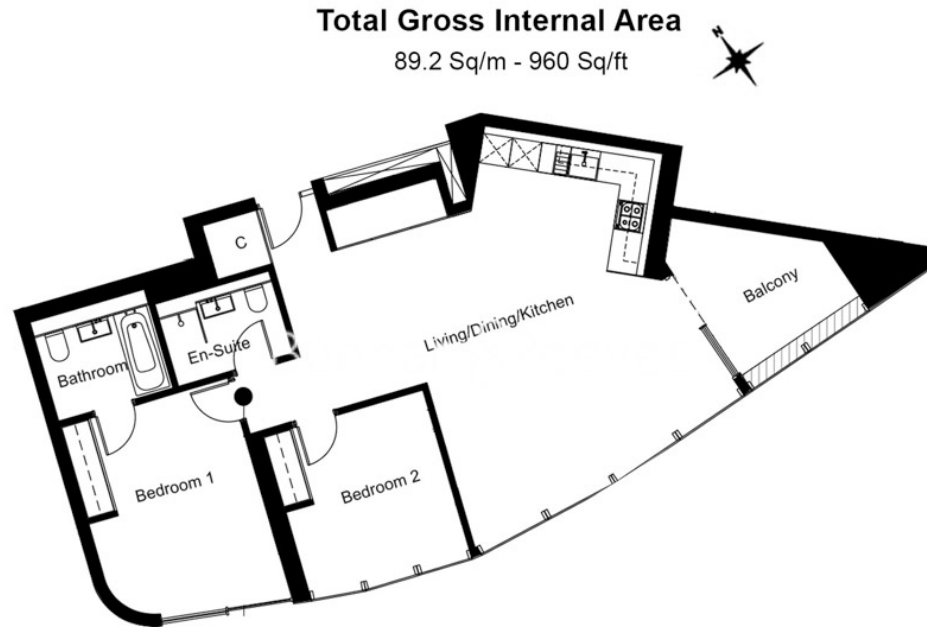 Total Gross Internal Area
89.2 Sq/m - 960 Sq/ft
N
C
Living/Dining/Kitchen
Balcony
En-Suite
Bathroom
Bedroom 1
Bedroom 2